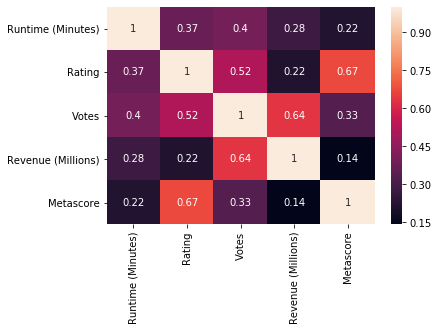 Runtime (Minutes) 1 0.37 0.4 0.28 0.22
Rating 0.37 1 0.52 0.22 0.67
Votes 0.4 0.52 1 0.64 0.33
Revenue (Millions) 0.28 0.22 0.64 1 0.14
Metascore 0.22 0.67 0.33 0.14 1
Runtime (Minutes)
Rating
Votes
Revenue (Millions)
Metascore
0.90
0.75
0.60
0.45
0.30
0.15